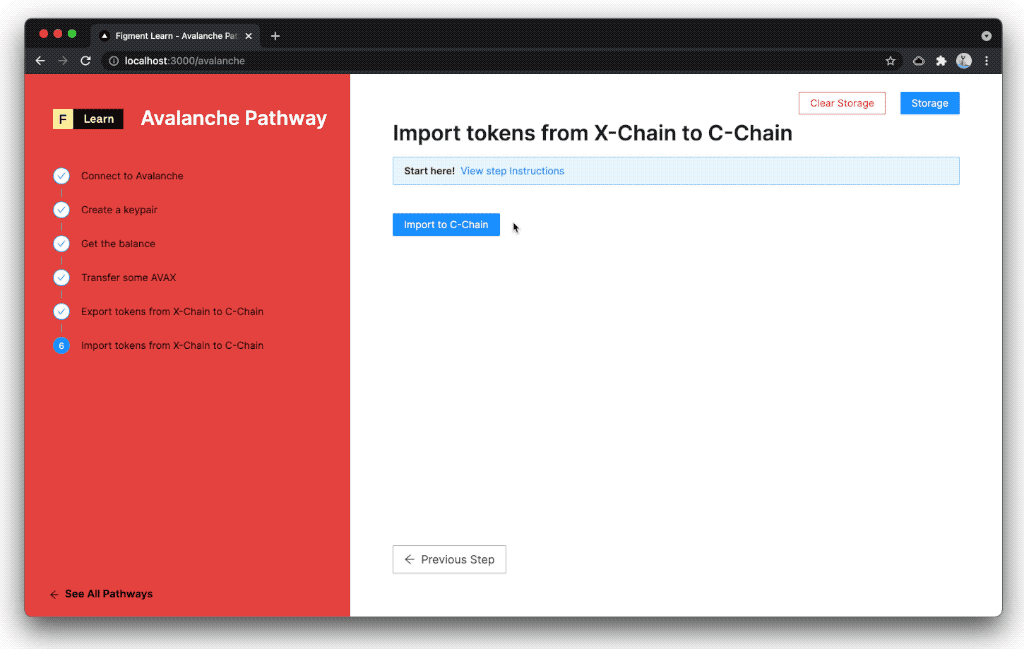 Figment Learn - Avalanche Pat
localhost:3000/avalanche
F Learn Avalanche Pathway
Connect to Avalanche
Create a keypair
Get the balance
Transfer some AVAX
Export tokens from X-Chain to C-Chain
6 Import tokens from X-Chain to C-Chain
See All Pathways
Clear Storage Storage
Import tokens from X-Chain to C-Chain
Start here! View step Instructions
Import to C-Chain
Previous Step